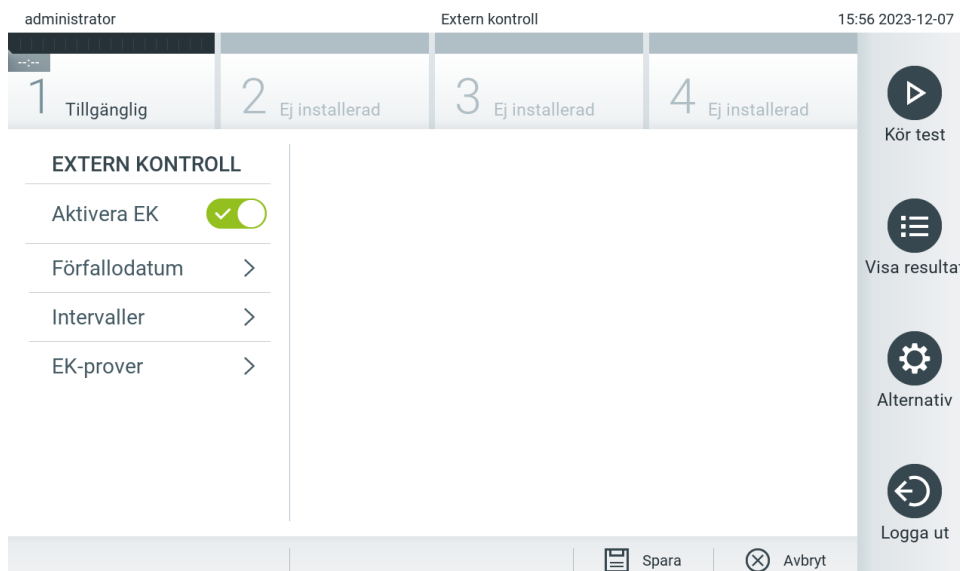 administrator Extern kontroll 15:56 2023-12-07
--:--
1 Tillgänglig 2 Ej installerad 3 Ej installerad 4 Ej installerad
Kör test
EXTERN KONTROLL
Aktivera EK
Förfallodatum
Visa resultat
Intervaller
EK-prover
Alternativ
Logga ut
Spara Avbryt